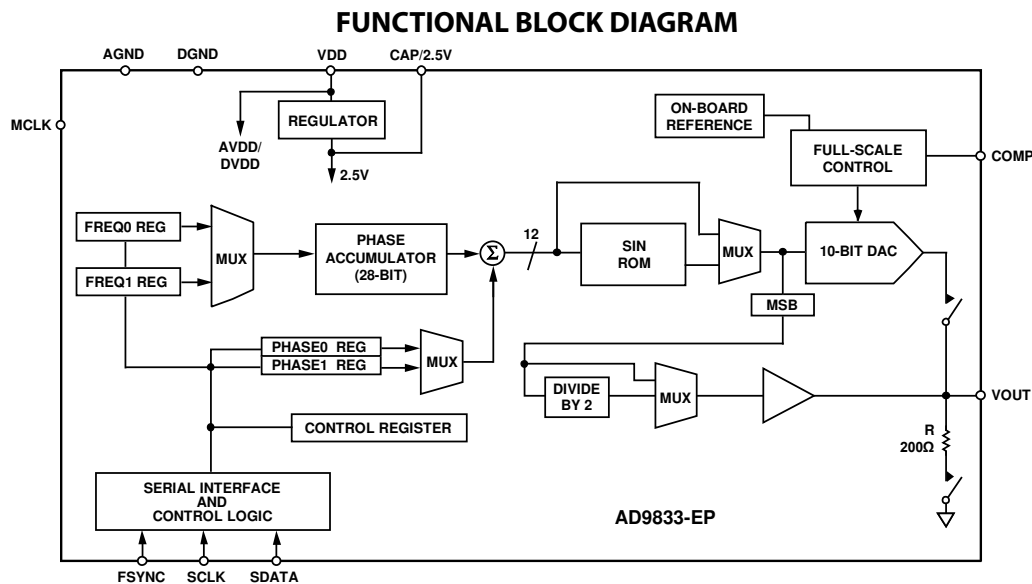 FUNCTIONAL BLOCK DIAGRAM
AGND
DGND
VDD
CAP/2.5V
MCLK
REGULATOR
AVDD/
DVDD
2.5V
ON-BOARD
REFERENCE
FULL-SCALE
CONTROL
COMP
FREQ0 REG
FREQ1 REG
MUX
PHASE
ACCUMULATOR
(28-BIT)
Σ
12
SIN
ROM
MUX
10-BIT DAC
MSB
PHASE0 REG
PHASE1 REG
MUX
DIVIDE
BY 2
MUX
VOUT
R
200Ω
CONTROL REGISTER
SERIAL INTERFACE
AND
CONTROL LOGIC
AD9833-EP
FSYNC
SCLK
SDATA